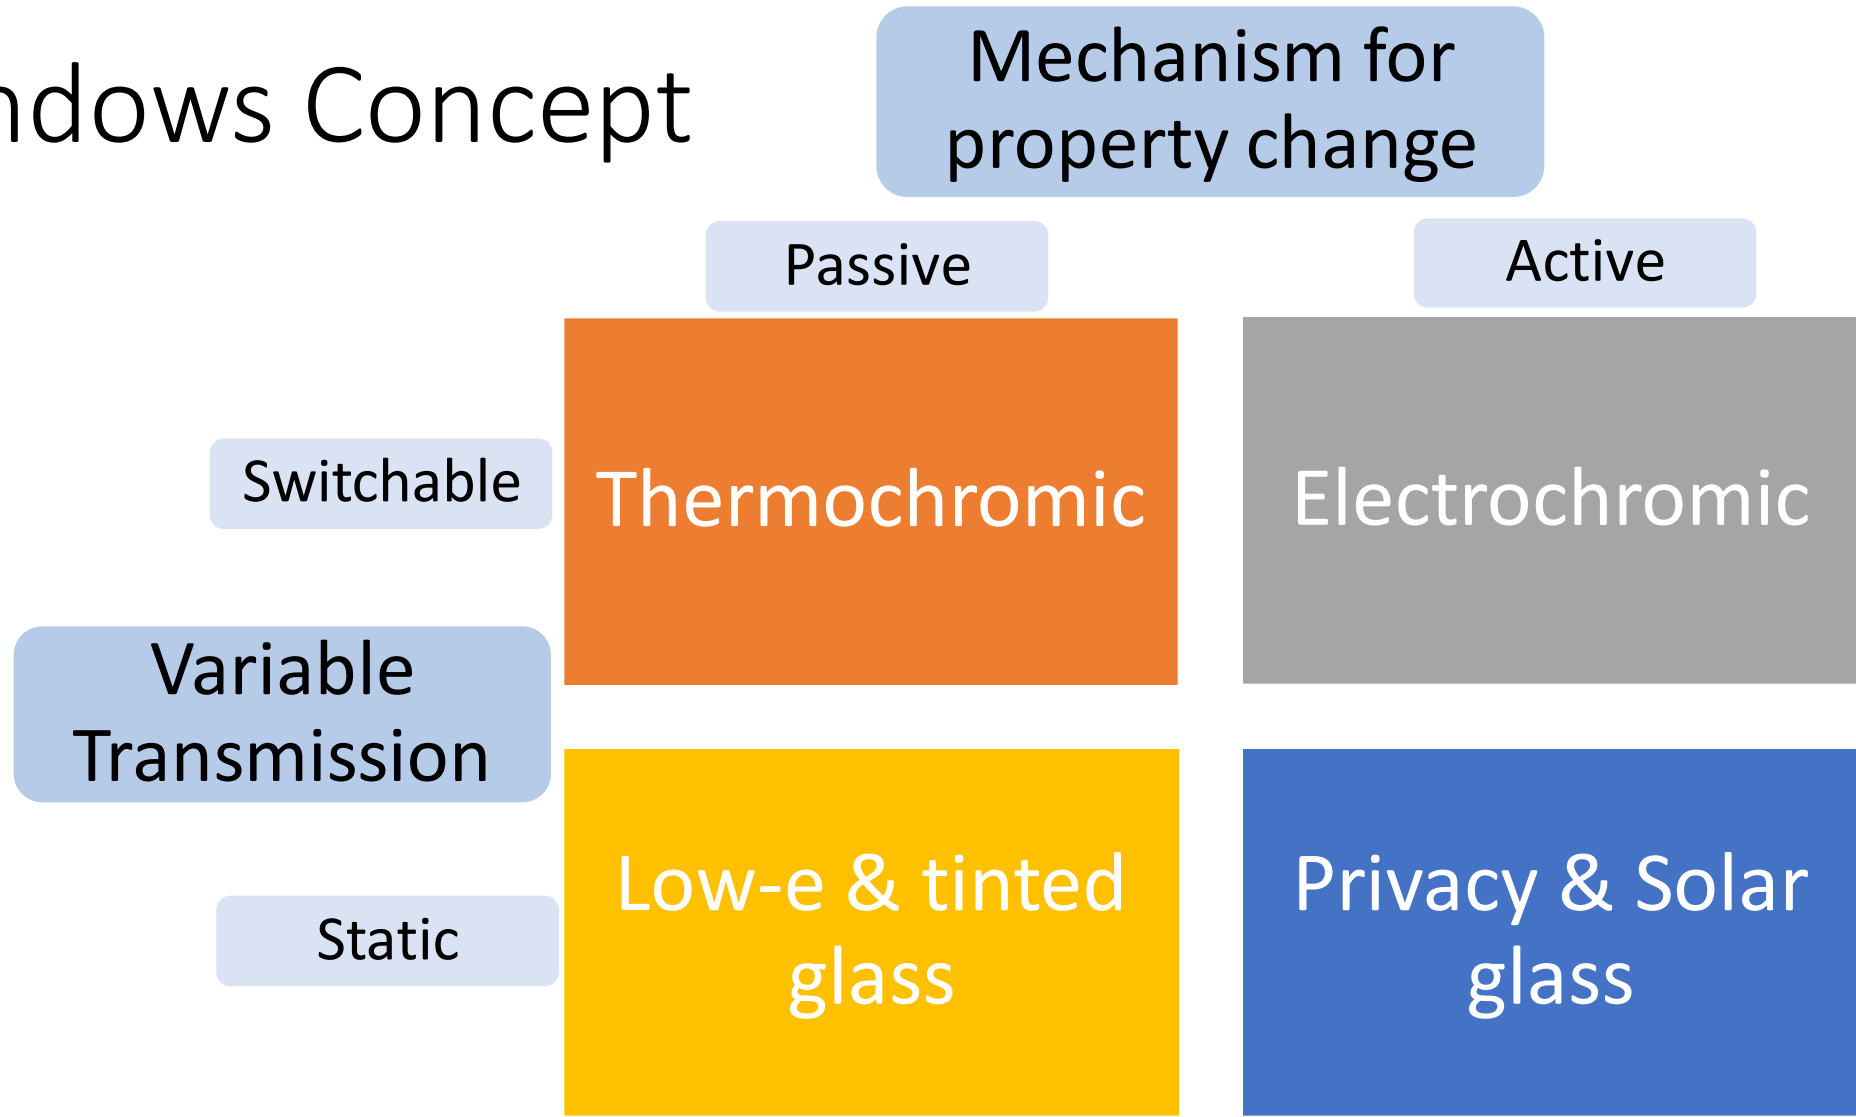 ndows Concept
Mechanism for
property change
Passive
Active
Switchable
Thermochromic
Electrochromic
Variable
Transmission
Low-e & tinted
glass
Privacy & Solar
glass
Static